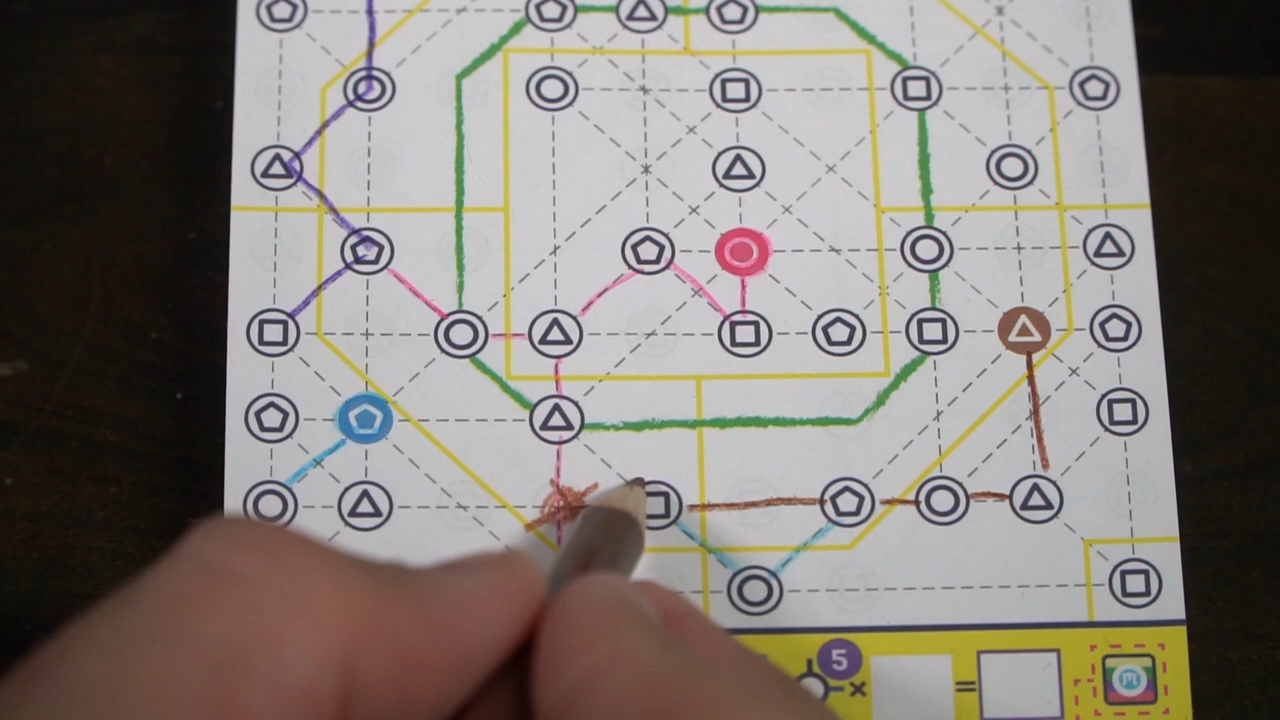 5
× =